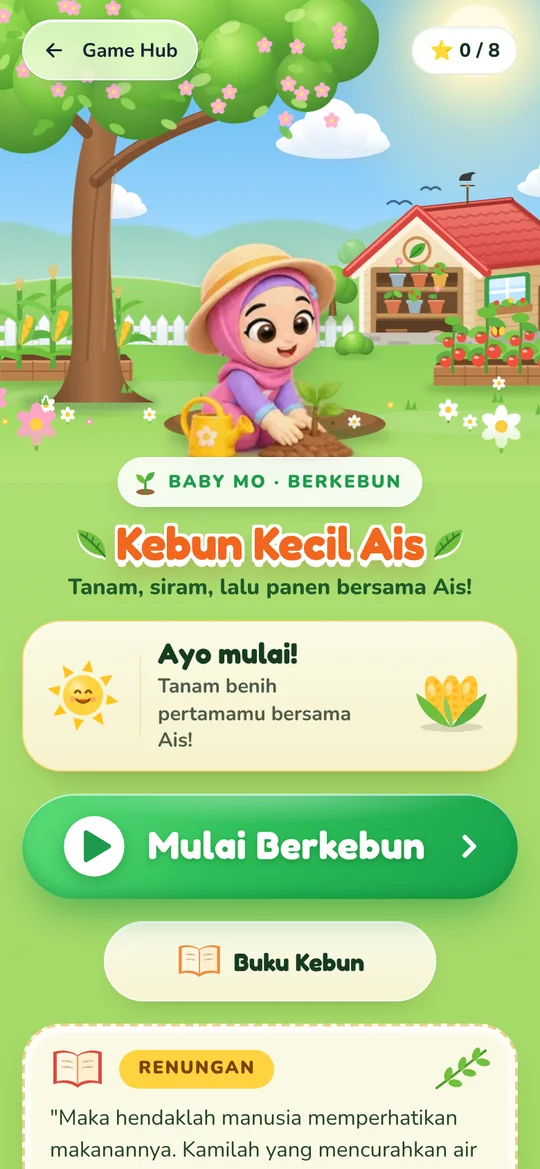 Game Hub
0 / 8
BABY MO · BERKEBUN
Kebun Kecil Ais
Tanam, siram, lalu panen bersama Ais!
Ayo mulai!
Tanam benih
pertamamu bersama
Ais!
Mulai Berkebun
Buku Kebun
RENUNGAN
"Maka hendaklah manusia memperhatikan
makanannya. Kamilah yang mencurahkan air